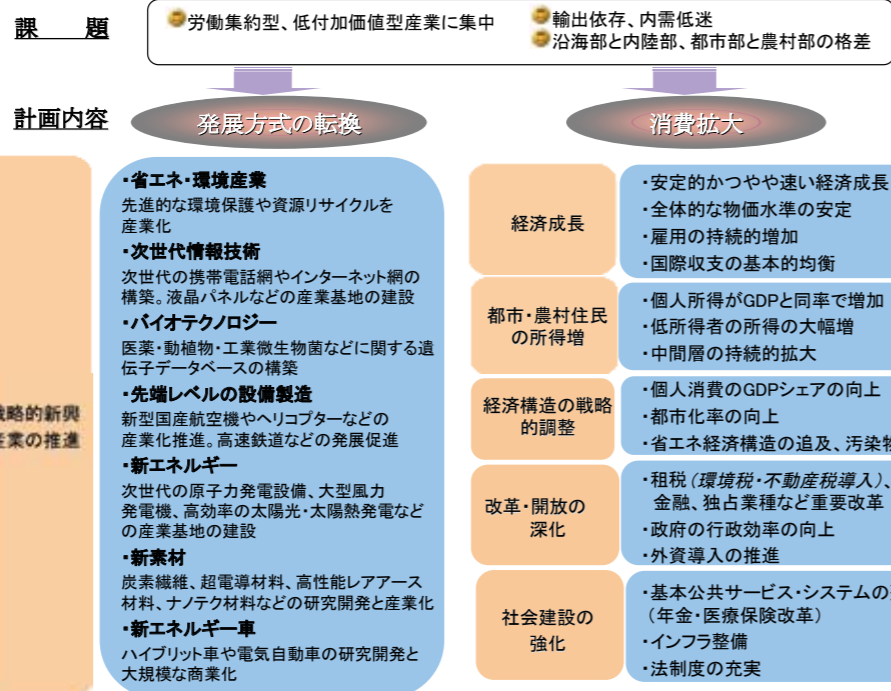 課　題
労働集約型、低付加価値型産業に集中
輸出依存、内需低迷
沿海部と内陸部、都市部と農村部の格差
計画内容
発展方式の転換
消費拡大
略的新興
業の推進
・省エネ・環境産業
先進的な環境保護や資源リサイクルを
産業化
・次世代情報技術
次世代の携帯電話網やインターネット網の
構築。液晶パネルなどの産業基地の建設
・バイオテクノロジー
医薬・動植物・工業微生物菌などに関する遺
伝子データベースの構築
・先端レベルの設備製造
新型国産航空機やヘリコプターなどの
産業化推進。高速鉄道などの発展促進
・新エネルギー
次世代の原子力発電設備、大型風力
発電機、高効率の太陽光・太陽熱発電など
の産業基地の建設
・新素材
炭素繊維、超電導材料、高性能レアアース
材料、ナノテク材料などの研究開発と産業化
・新エネルギー車
ハイブリット車や電気自動車の研究開発と
大規模な商業化
経済成長
・安定的かつやや速い経済成長
・全体的な物価水準の安定
・雇用の持続的増加
・国際収支の基本的均衡
都市・農村住民
の所得増
・個人所得がGDPと同率で増加
・低所得者の所得の大幅増
・中間層の持続的拡大
経済構造の戦略
的調整
・個人消費のGDPシェアの向上
・都市化率の向上
・省エネ経済構造の追及、汚染物
改革・開放の
深化
・租税(環境税・不動産税導入)、
金融、独占業種など重要改革
・政府の行政効率の向上
・外資導入の推進
社会建設の
強化
・基本公共サービス・システムの
（年金・医療保険改革）
・インフラ整備
・法制度の充実